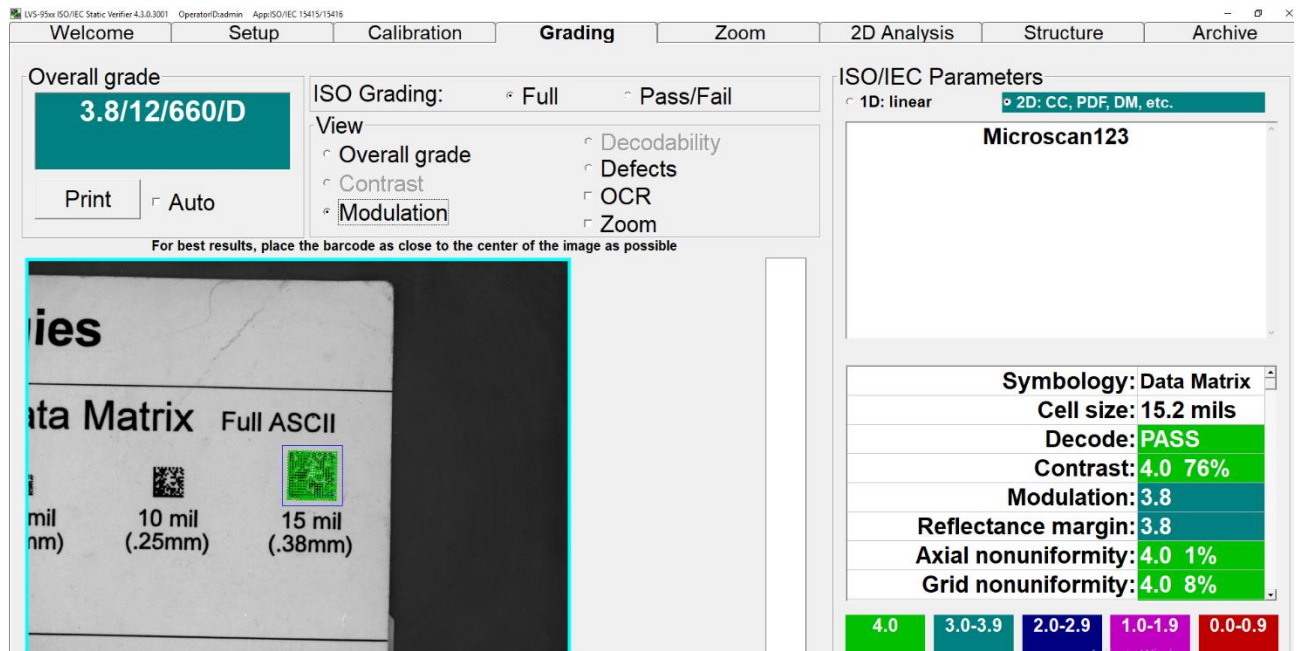 LVS-95xx ISO/IEC Static Verifier 4.3.0.3001 OperatorID:admin App:ISO/IEC 15415/15416
Welcome Setup Calibration Grading Zoom 2D Analysis Structure Archive
Overall grade
3.8/12/660/D
Print
Auto
ISO Grading: Full Pass/Fail
View
Overall grade
Contrast
Modulation
Decodability
Defects
OCR
Zoom
For best results, place the barcode as close to the center of the image as possible
ies
ata Matrix Full ASCII
mil 10 mil 15 mil
nm) (.25mm) (.38mm)
ISO/IEC Parameters
1D: linear 2D: CC, PDF, DM, etc.
Microscan123
Symbology: Data Matrix
Cell size: 15.2 mils
Decode: PASS
Contrast: 4.0 76%
Modulation: 3.8
Reflectance margin: 3.8
Axial nonuniformity: 4.0 1%
Grid nonuniformity: 4.0 8%
4.0 3.0-3.9 2.0-2.9 1.0-1.9 0.0-0.9